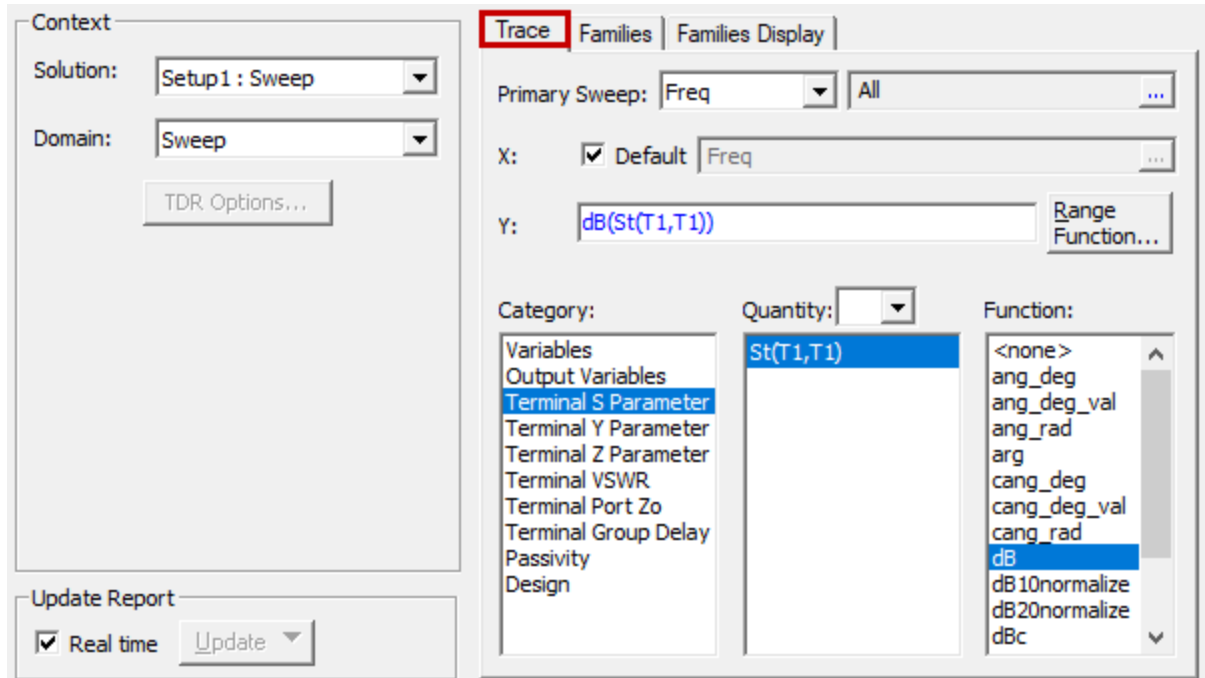 Context
Solution: Setup1 : Sweep
Domain: Sweep
TDR Options...
Update Report
Real time Update
Trace Families Families Display
Primary Sweep: Freq All ...
X: Default Freq ...
Y: dB(St(T1,T1)) Range
Function...
Category:
Variables
Output Variables
Terminal S Parameter
Terminal Y Parameter
Terminal Z Parameter
Terminal VSWR
Terminal Port Zo
Terminal Group Delay
Passivity
Design
Quantity:
St(T1,T1)
Function:
<none>
ang_deg
ang_deg_val
ang_rad
arg
cang_deg
cang_deg_val
cang_rad
dB
dB10normalize
dB20normalize
dBc